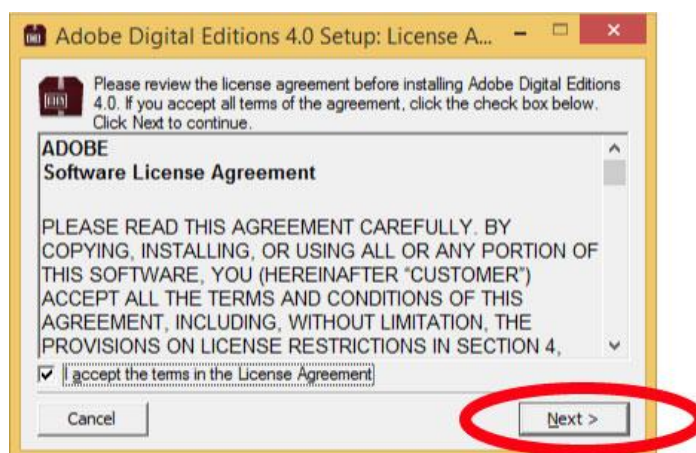 Adobe Digital Editions 4.0 Setup: License A...
Please review the license agreement before installing Adobe Digital Editions
4.0. If you accept all terms of the agreement, click the check box below.
Click Next to continue.
ADOBE
Software License Agreement
PLEASE READ THIS AGREEMENT CAREFULLY. BY
COPYING, INSTALLING, OR USING ALL OR ANY PORTION OF
THIS SOFTWARE, YOU (HEREINAFTER “CUSTOMER”)
ACCEPT ALL THE TERMS AND CONDITIONS OF THIS
AGREEMENT, INCLUDING, WITHOUT LIMITATION, THE
PROVISIONS ON LICENSE RESTRICTIONS IN SECTION 4,
I accept the terms in the License Agreement
Cancel
Next >